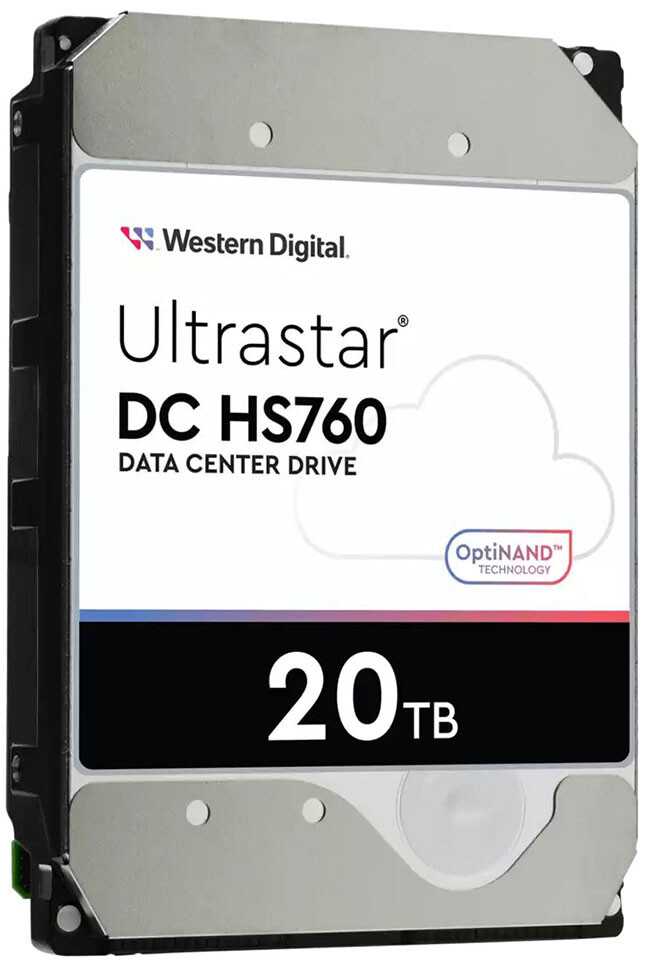 Western Digital.
Ultrastar®
DC HS760
DATA CENTER DRIVE
OptiNAND™
TECHNOLOGY
20TB